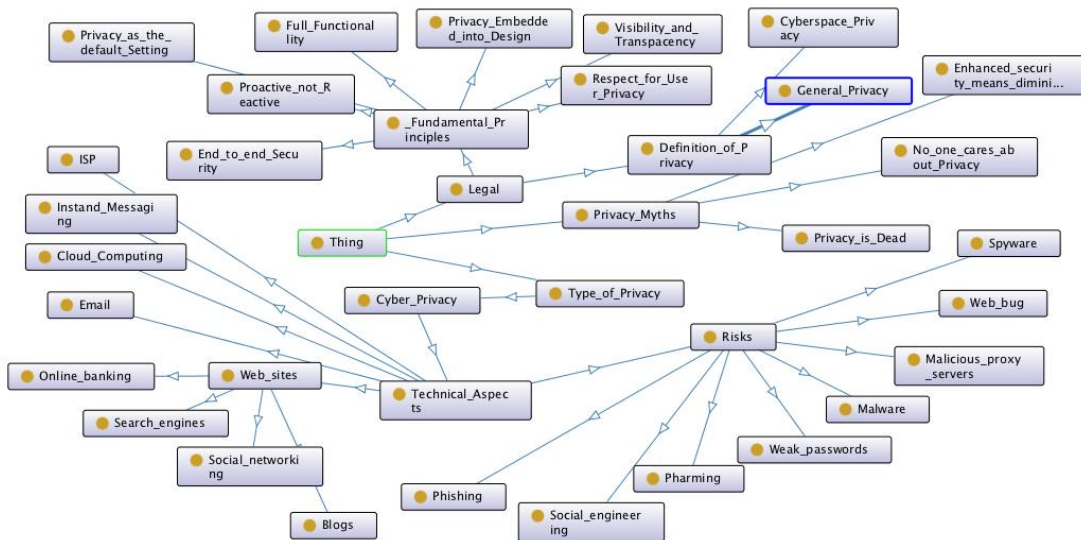 Privacy_as_the_
default_Setting
Full_Functiona
lity
Privacy_Embedde
d_into_Design
Visibility_and_
Transpacency
Cyberspace_Priv
acy
Proactive_not_R
eactive
Respect_for_Use
r_Privacy
General_Privacy
Enhanced_securi
ty_means_dimini...
_Fundamental_Pr
inciples
End_to_end_Secu
rity
Definition_of_P
rivacy
No_one_cares_ab
out_Privacy
ISP
Legal
Instand_Messagi
ng
Privacy_Myths
Thing
Privacy_is_Dead
Spyware
Cloud_Computing
Cyber_Privacy
Type_of_Privacy
Email
Web_bug
Risks
Online_banking
Web_sites
Technical_Aspec
ts
Malicious_proxy
_servers
Search_engines
Malware
Social_networki
ng
Weak_passwords
Pharming
Phishing
Social_engineer
ing
Blogs